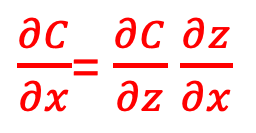 ∂C/∂x = ∂C/∂z ∂z/∂x